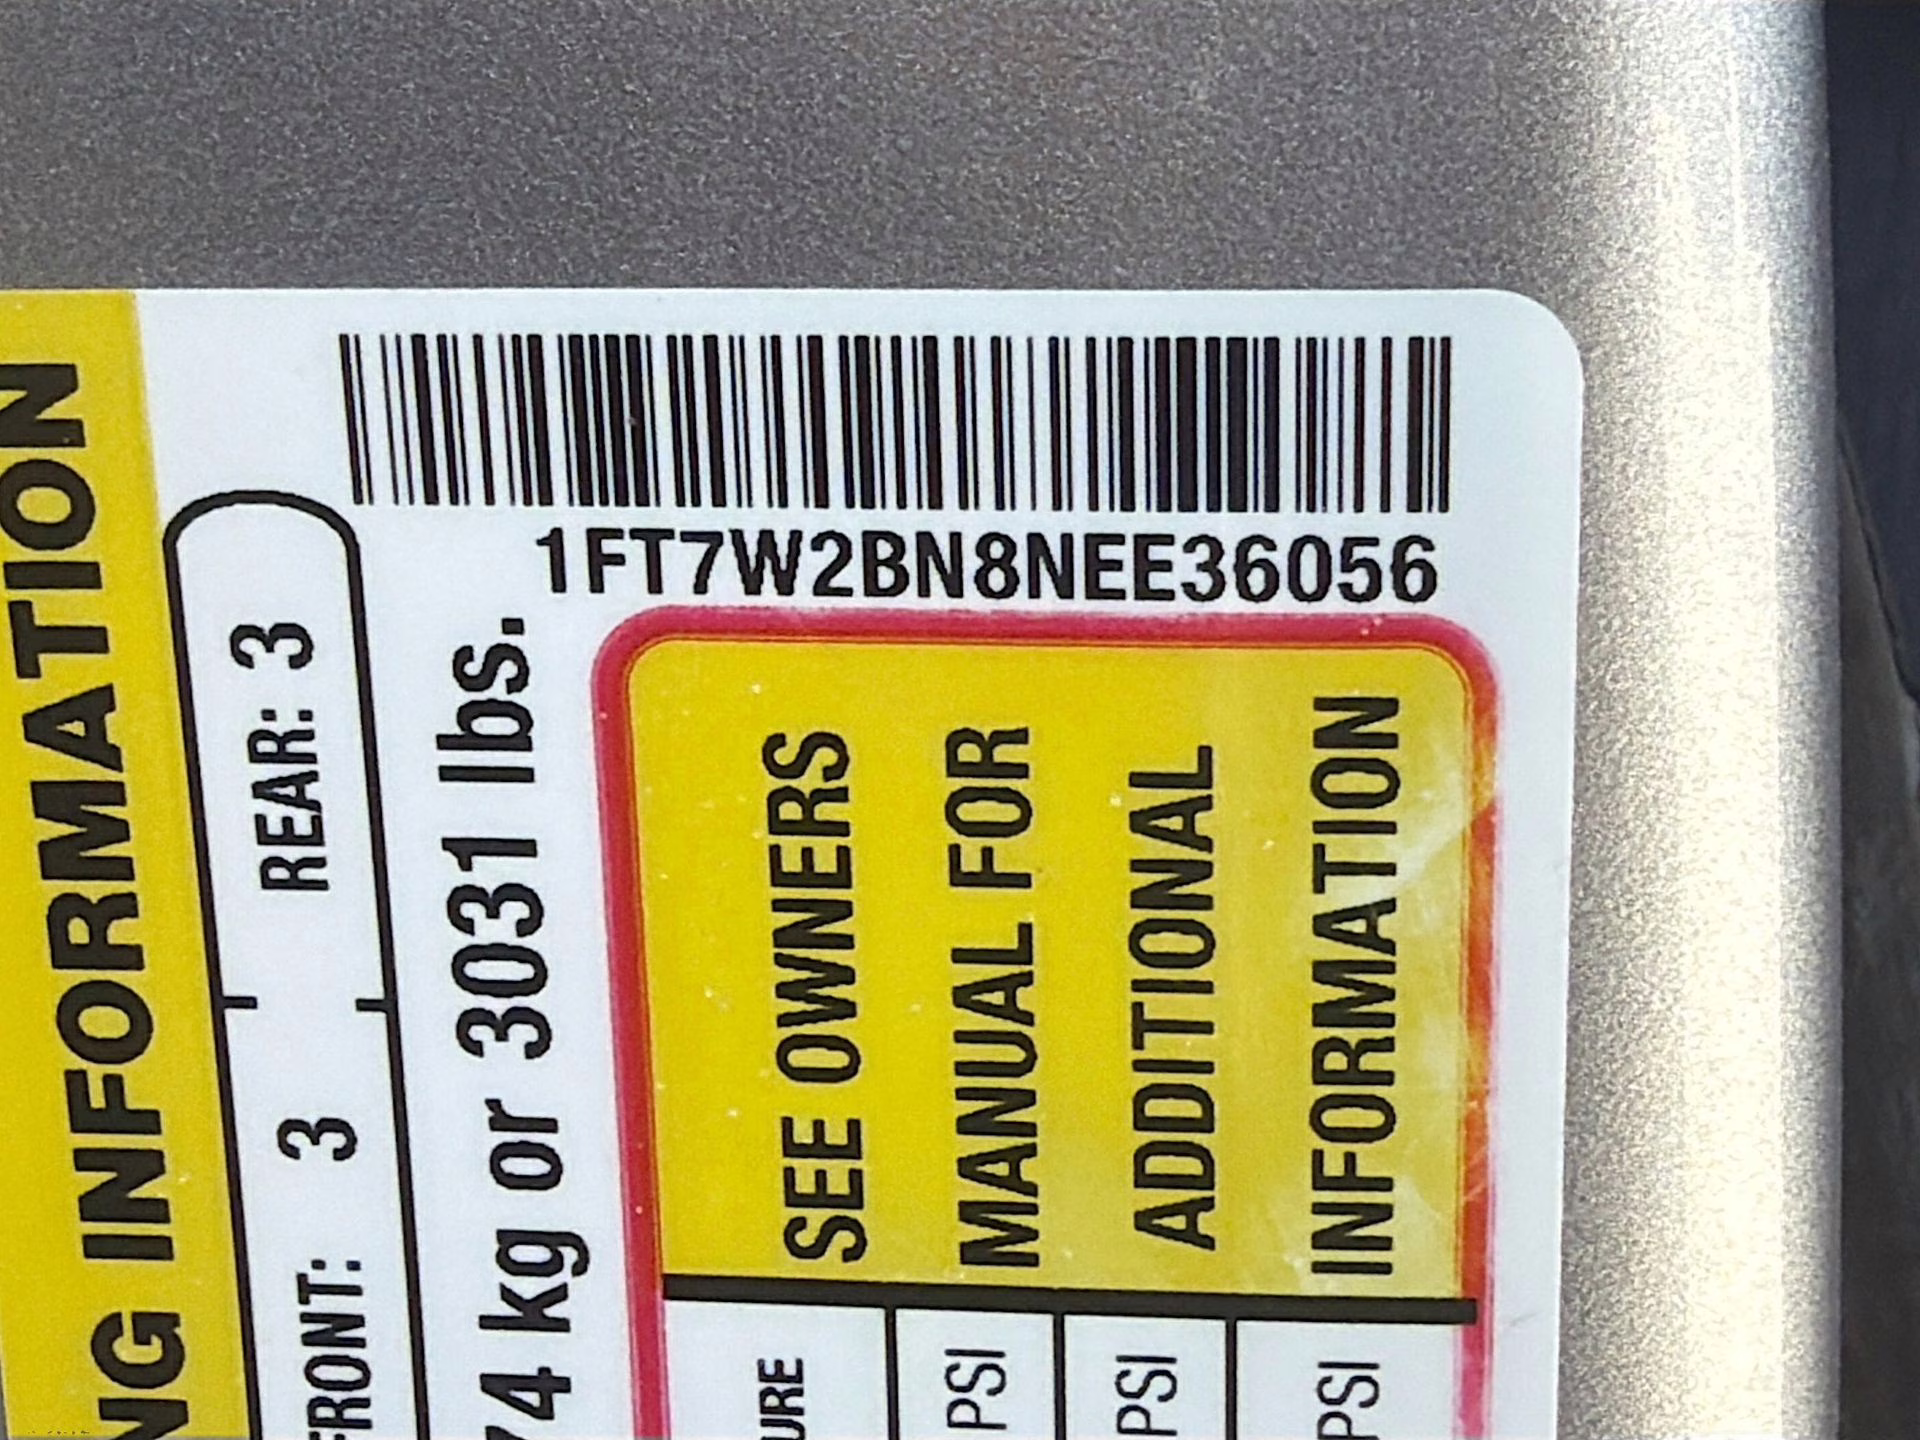 1FT7W2BN8NEE36056
NG INFORMATION
FRONT: 3 REAR: 3
74 kg or 3031 lbs.
URE
SEE OWNERS
PSI
MANUAL FOR
PSI
ADDITIONAL
PSI
INFORMATION